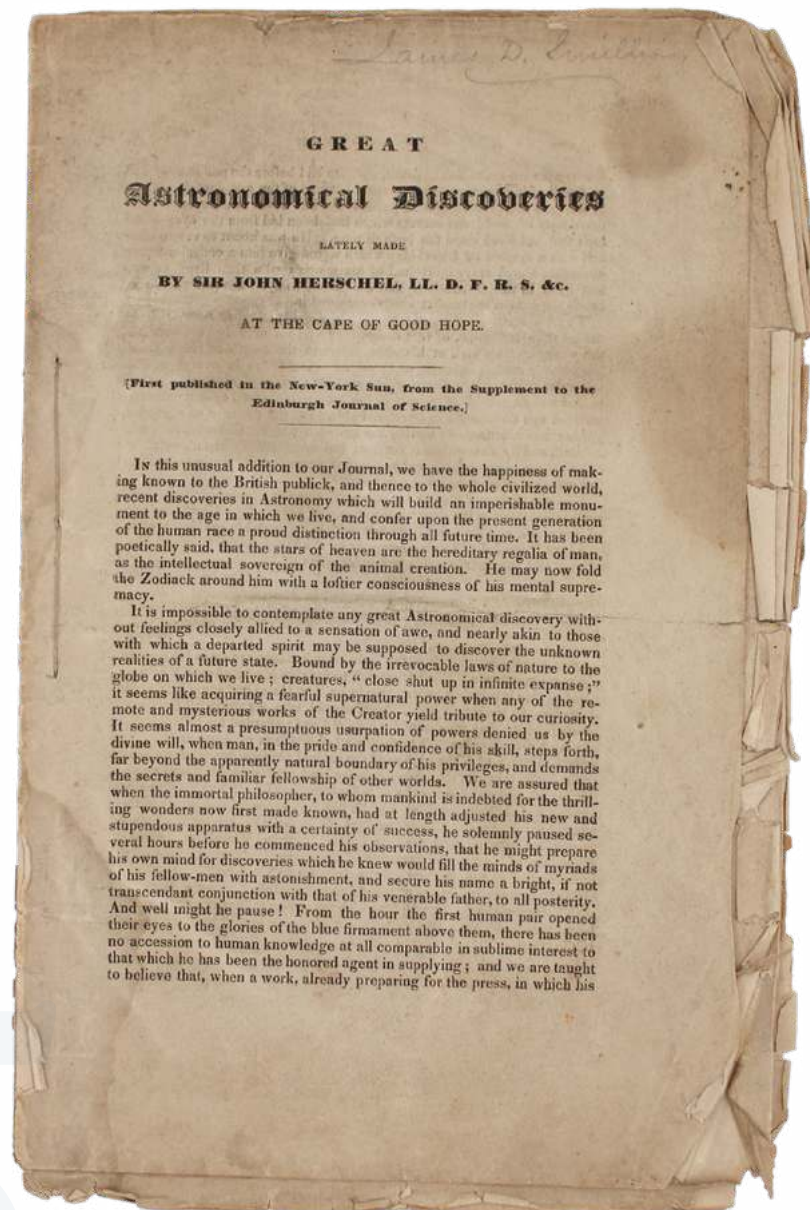 James D.
GREAT
Astronomical Discoveries
LATELY MADE
BY SIR JOHN HERSCHEL, LL. D. F. R. S. &c.
AT THE CAPE OF GOOD HOPE.
[First published in the New-York Sun, from the Supplement to the
Edinburgh Journal of Science.]
IN this unusual addition to our Journal, we have the happiness of mak-
ing known to the British publick, and thence to the whole civilized world,
recent discoveries in Astronomy which will build an imperishable monu-
ment to the age in which we live, and confer upon the present generation
of the human race a proud distinction through all future time. It has been
poetically said, that the stars of heaven are the hereditary regalia of man,
as the intellectual sovereign of the animal creation. He may now fold
the Zodiack around him with a loftier consciousness of his mental supre-
macy.
It is impossible to contemplate any great Astronomical discovery with-
out feelings closely allied to a sensation of awe, and nearly akin to those
with which a departed spirit may be supposed to discover the unknown
realities of a future state. Bound by the irrevocable laws of nature to the
globe on which we live ; creatures, " close shut up in infinite expanse ;"
it seems like acquiring a fearful supernatural power when any of the re-
mote and mysterious works of the Creator yield tribute to our curiosity.
It seems almost a presumptuous usurpation of powers denied us by the
divine will, when man, in the pride and confidence of his skill, steps forth,
far beyond the apparently natural boundary of his privileges, and demands
the secrets and familiar fellowship of other worlds. We are assured that
when the immortal philosopher, to whom mankind is indebted for the thrill-
ing wonders now first made known, had at length adjusted his new and
stupendous apparatus with a certainty of success, he solemnly paused se-
veral hours before he commenced his observations, that he might prepare
his own mind for discoveries which he knew would fill the minds of myriads
of his fellow-men with astonishment, and secure his name a bright, if not
transcendant conjunction with that of his venerable father, to all posterity.
And well might he pause ! From the hour the first human pair opened
their eyes to the glories of the blue firmament above them, there has been
no accession to human knowledge at all comparable in sublime interest to
that which he has been the honored agent in supplying ; and we are taught
to believe that, when a work, already preparing for the press, in which his